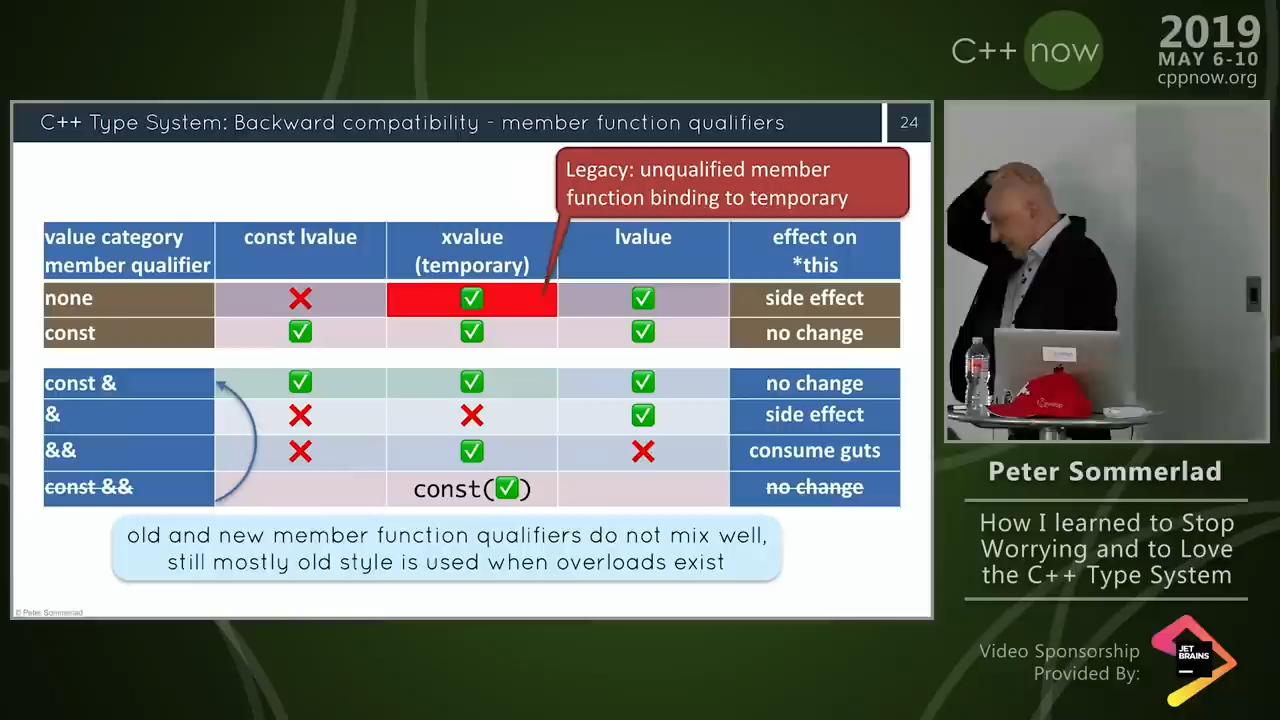 C++ now
2019
MAY 6-10
cppnow.org
C++ Type System: Backward compatibility - member function qualifiers
24
Legacy: unqualified member
function binding to temporary
value category
member qualifier
const lvalue
xvalue
(temporary)
lvalue
effect on
*this
none
side effect
const
no change
const &
no change
&
side effect
&&
consume guts
const &&
const(✅)
no change
old and new member function qualifiers do not mix well,
still mostly old style is used when overloads exist
© Peter Sommerlad
Peter Sommerlad
How I learned to Stop
Worrying and to Love
the C++ Type System
Video Sponsorship
Provided By:
JET
BRAINS